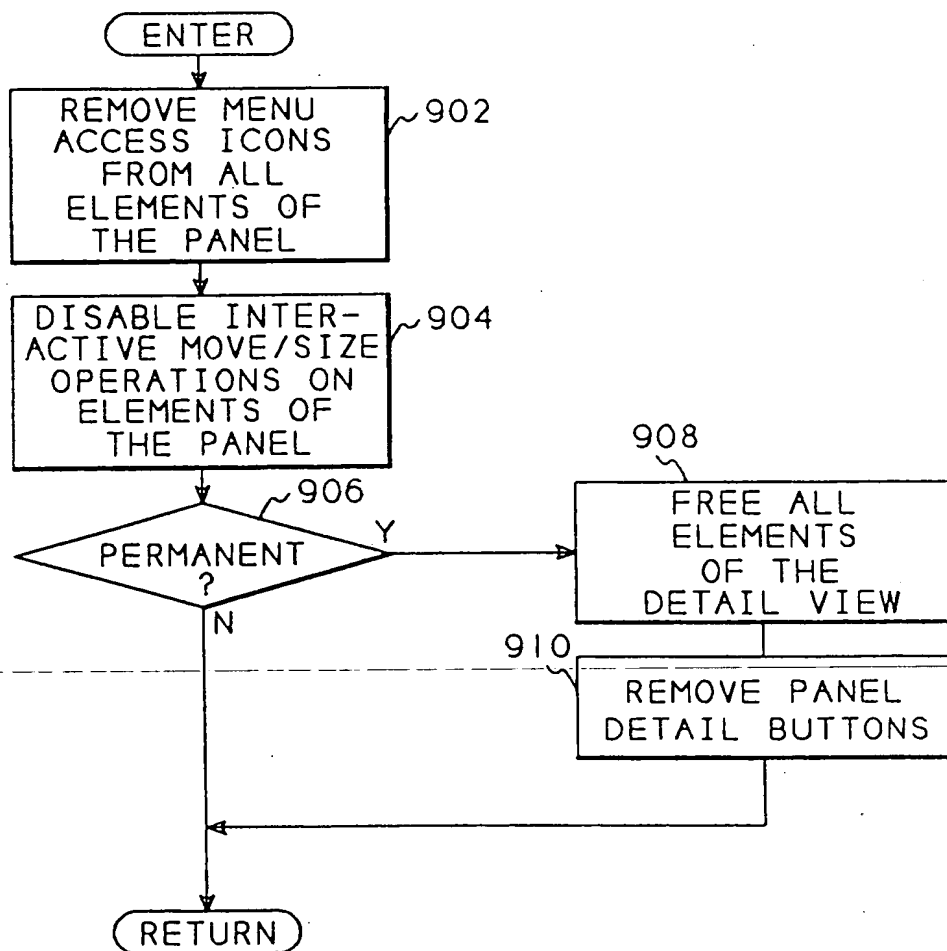 ENTER
REMOVE MENU
ACCESS ICONS
FROM ALL
ELEMENTS OF
THE PANEL
902
DISABLE INTER-
ACTIVE MOVE/SIZE
OPERATIONS ON
ELEMENTS OF
THE PANEL
904
906
PERMANENT
?
Y
N
908
FREE ALL
ELEMENTS
OF THE
DETAIL VIEW
910
REMOVE PANEL
DETAIL BUTTONS
RETURN